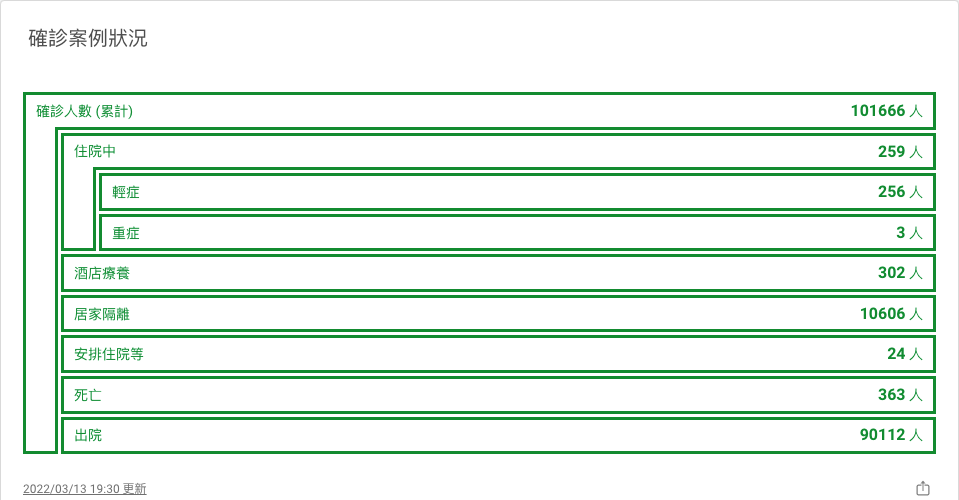 確診案例狀況
確診人數 (累計) 101666 人
住院中 259 人
輕症 256 人
重症 3 人
酒店療養 302 人
居家隔離 10606 人
安排住院等 24 人
死亡 363 人
出院 90112 人
2022/03/13 19:30 更新